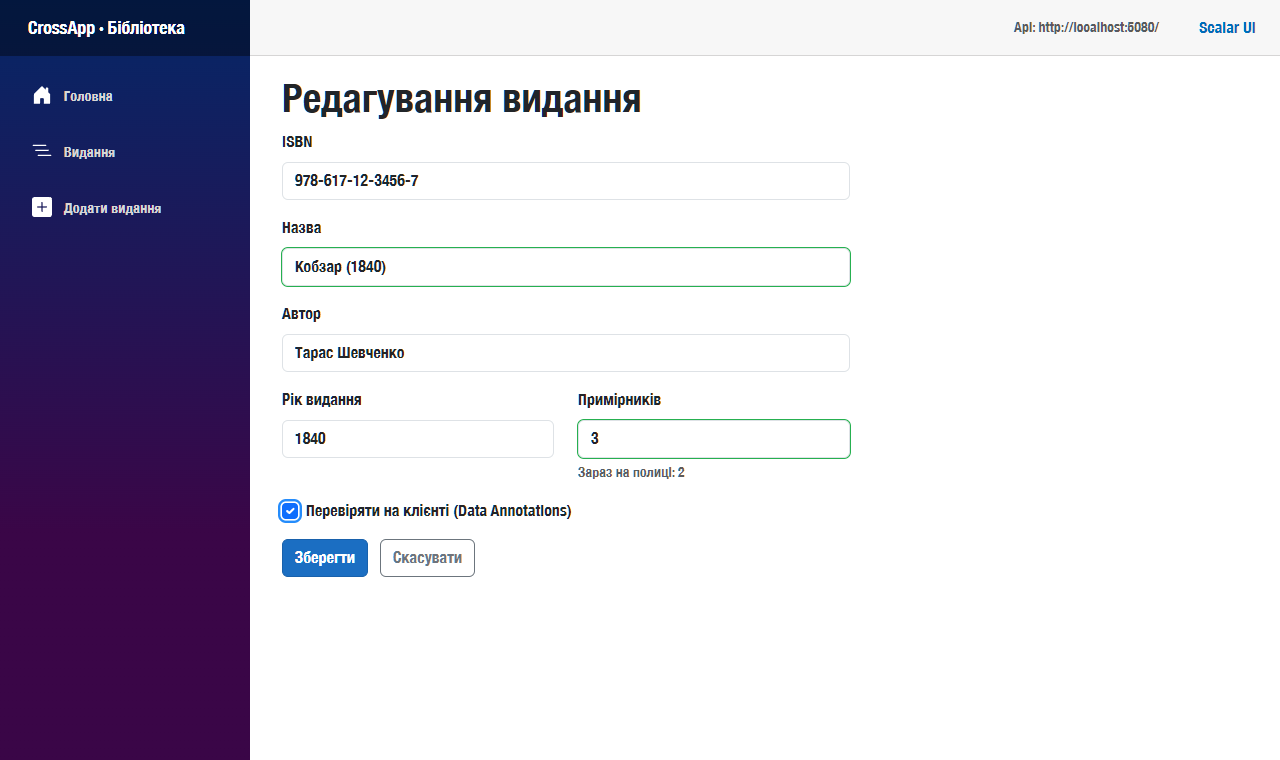 CrossApp • Бібліотека
Api: http://localhost:5080/
Scalar UI
Головна
Видання
Додати видання
Редагування видання
ISBN
978-617-12-3456-7
Назва
Кобзар (1840)
Автор
Тарас Шевченко
Рік видання
Примірників
1840
3
Зараз на полиці: 2
Перевіряти на клієнті (Data Annotations)
Зберегти
Скасувати